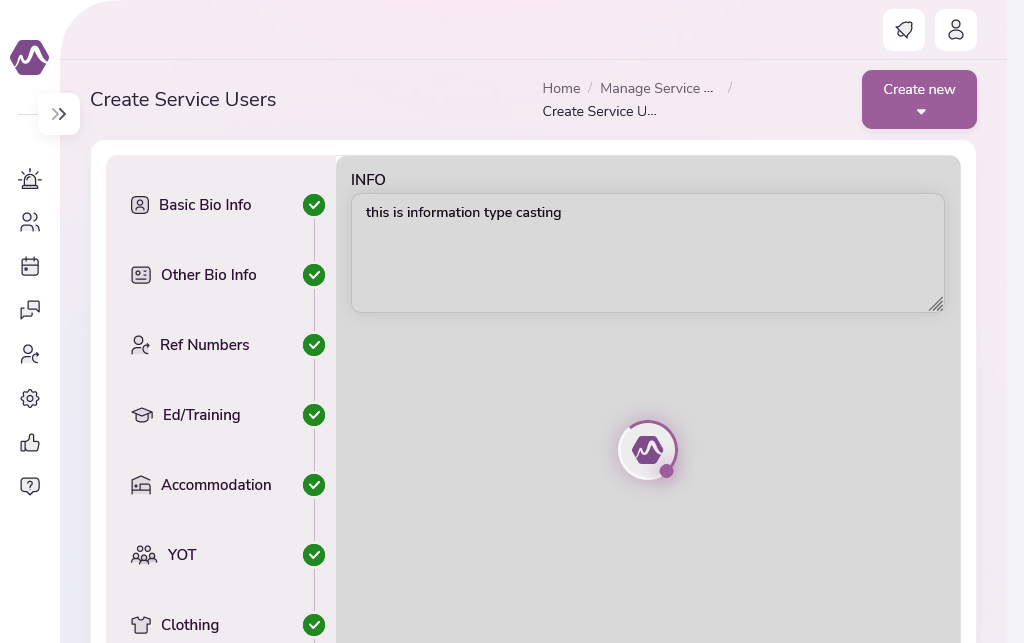 Create Service Users
Home / Manage Service ... /
Create Service U...
Create new
Basic Bio Info
Other Bio Info
Ref Numbers
Ed/Training
Accommodation
YOT
Clothing
INFO
this is information type casting